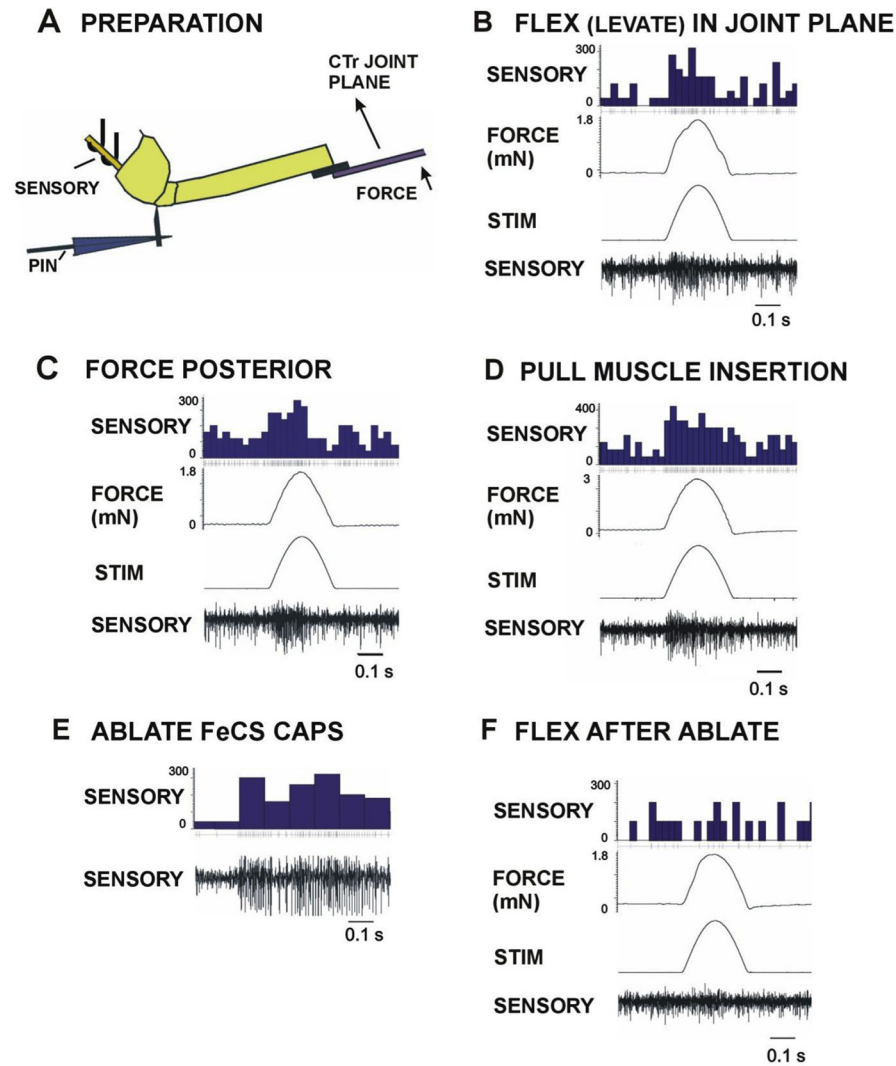 A PREPARATION
CTr JOINT
PLANE
SENSORY
FORCE
PIN
B FLEX (LEVATE) IN JOINT PLANE
300
SENSORY
0
1.8
FORCE
(mN)
0
STIM
SENSORY
0.1 s
C FORCE POSTERIOR
300
SENSORY
0
1.8
FORCE
(mN)
0
STIM
SENSORY
0.1 s
D PULL MUSCLE INSERTION
400
SENSORY
0
3
FORCE
(mN)
0
STIM
SENSORY
0.1 s
E ABLATE FeCS CAPS
300
SENSORY
0
SENSORY
0.1 s
F FLEX AFTER ABLATE
300
SENSORY
0
1.8
FORCE
(mN)
0
STIM
SENSORY
0.1 s